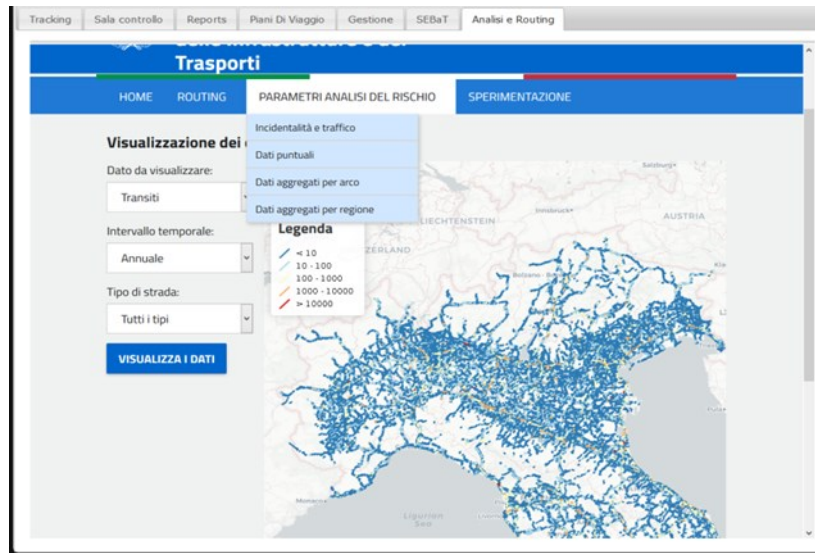 Tracking
Sala controllo
Reports
Piani Di Viaggio
Gestione
SEBaT
Analisi e Routing
Trasporti
HOME
ROUTING
PARAMETRI ANALISI DEL RISCHIO
SPERIMENTAZIONE
Incidentalità e traffico
Dati puntuali
Dati aggregati per arco
Dati aggregati per regione
Visualizzazione dei
Dato da visualizzare:
Transiti
Intervallo temporale:
Annuale
Tipo di strada:
Tutti i tipi
VISUALIZZA I DATI
Legenda
< 10
10 - 100
100 - 1000
1000 - 10000
> 10000
Salzburg
Innsbruck
AUSTRIA
LIECHTENSTEIN
ZERLAND
Monaco
Ligurian
Sea